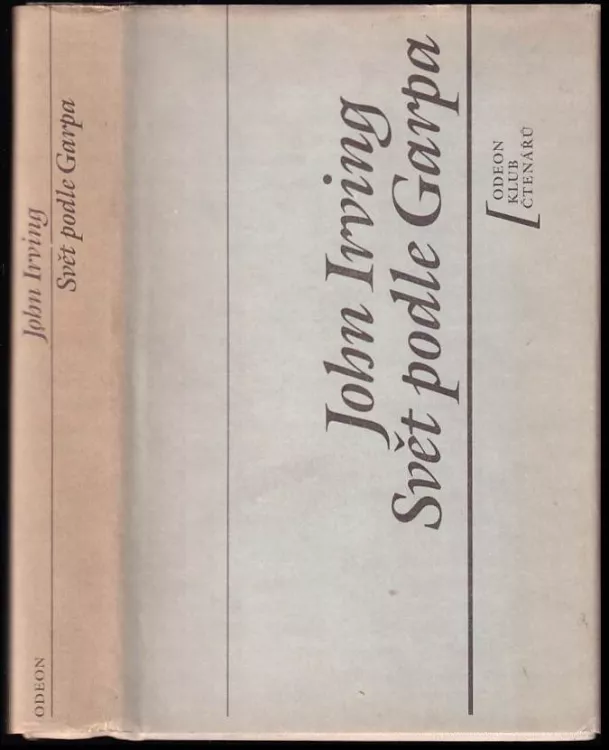 John Irving
Svět podle Garpa
ODEON
John Irving
Svět podle Garpa
ODEON
KLUB
ČTENÁŘŮ